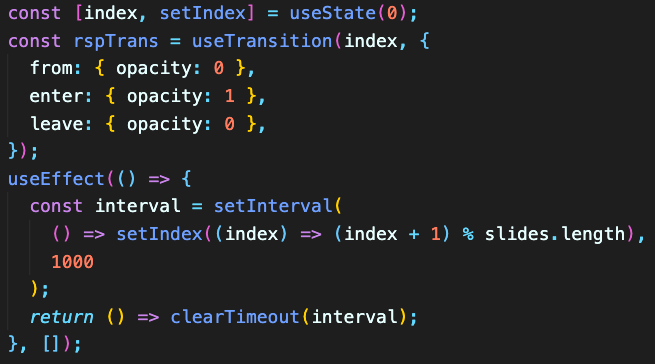 const [index, setIndex] = useState(0);
const rspTrans = useTransition(index, {
  from: { opacity: 0 },
  enter: { opacity: 1 },
  leave: { opacity: 0 },
});
useEffect(() => {
  const interval = setInterval(
    () => setIndex((index) => (index + 1) % slides.length),
    1000
  );
  return () => clearTimeout(interval);
}, []);